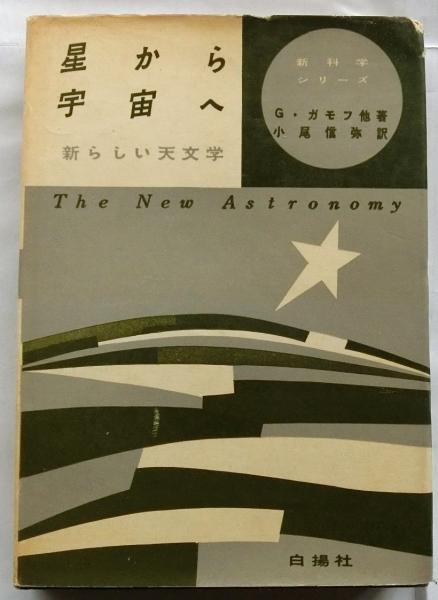 星から
宇宙へ
新らしい天文学
新科学
シリーズ
G・ガモフ他著
小尾信弥訳
The New Astronomy
白揚社